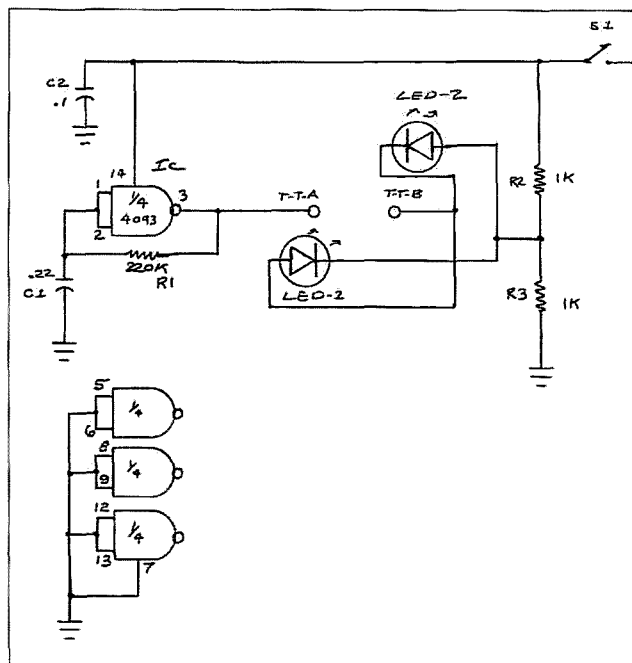 S1
C2
.1
LED-2
IC
14
1
1/4
3
4093
2
T-T-A
T-T-B
R2
1K
220K
R1
.22
C1
LED-2
R3
1K
5
1/4
6
8
1/4
9
12
1/4
13
7